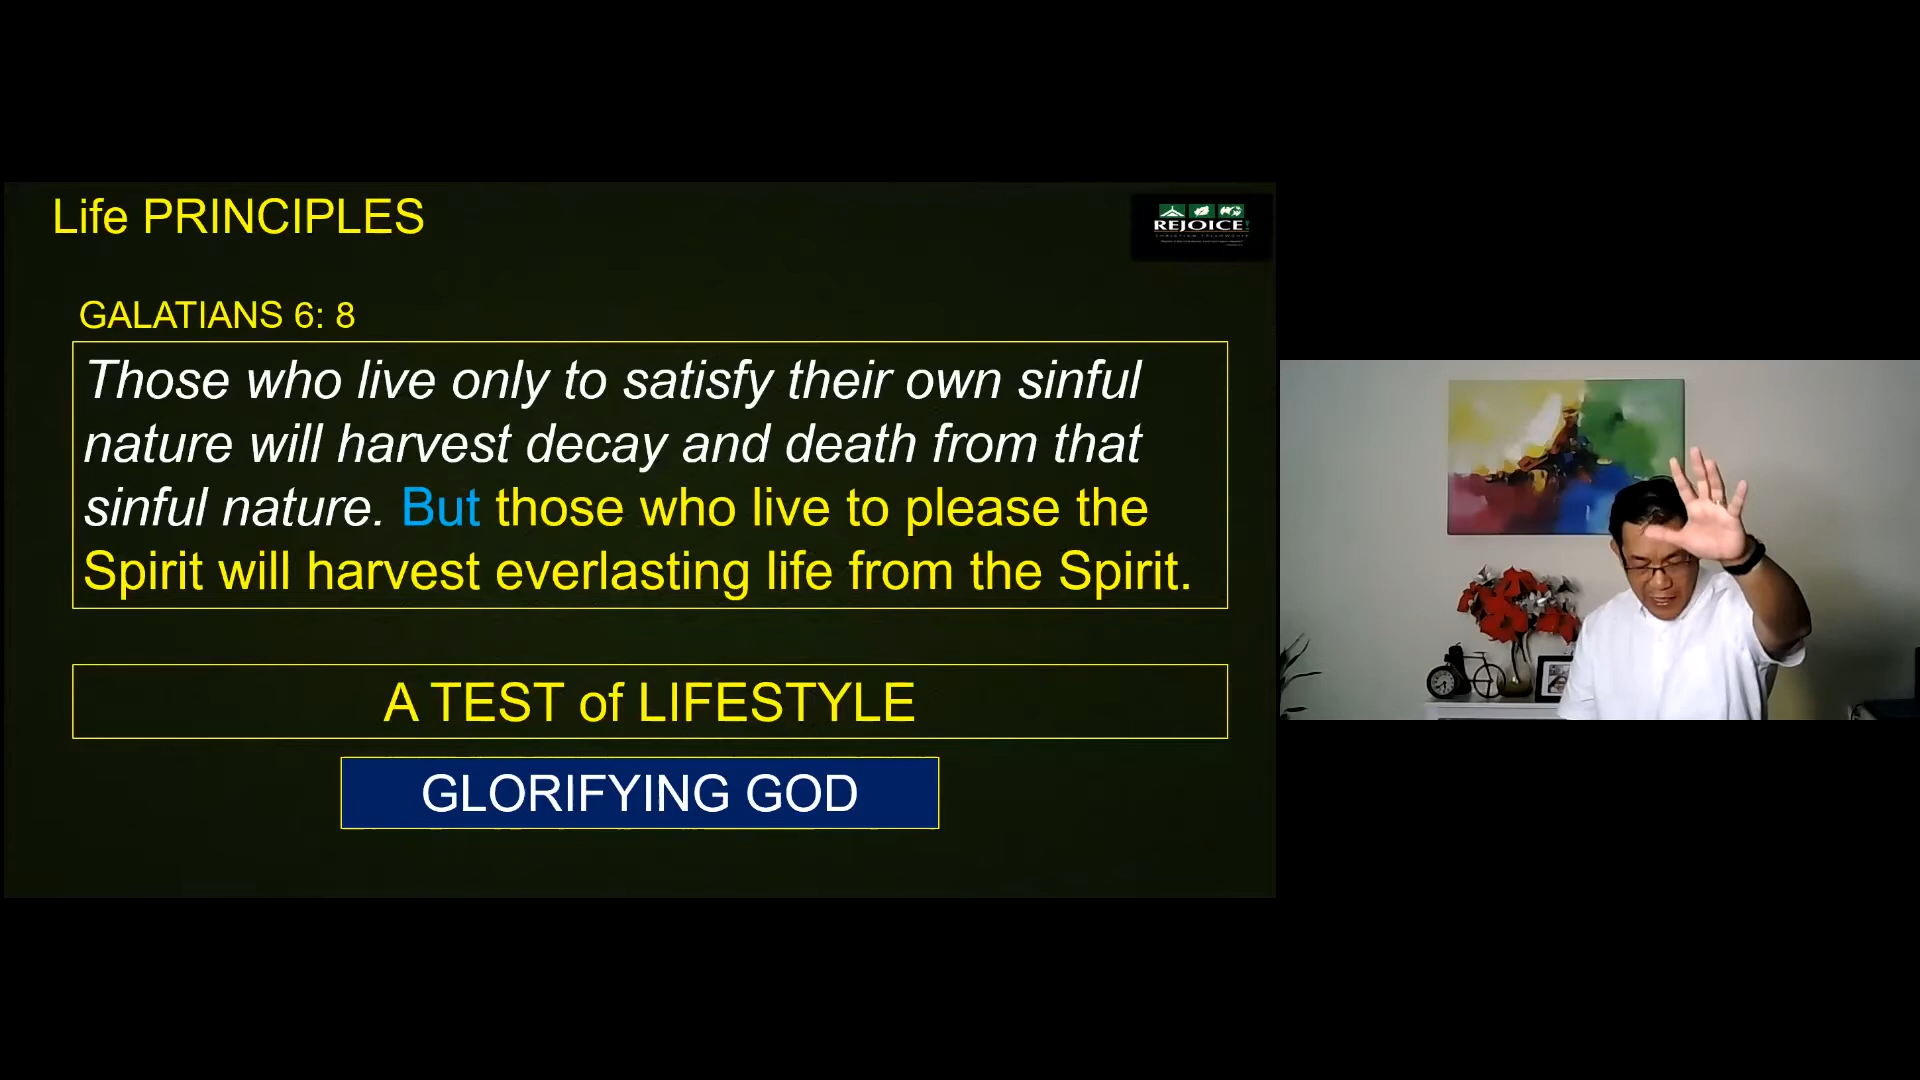 Life PRINCIPLES
REJOICE!
CHRISTIAN FELLOWSHIP
GALATIANS 6: 8
Those who live only to satisfy their own sinful
nature will harvest decay and death from that
sinful nature. But those who live to please the
Spirit will harvest everlasting life from the Spirit.
A TEST of LIFESTYLE
GLORIFYING GOD